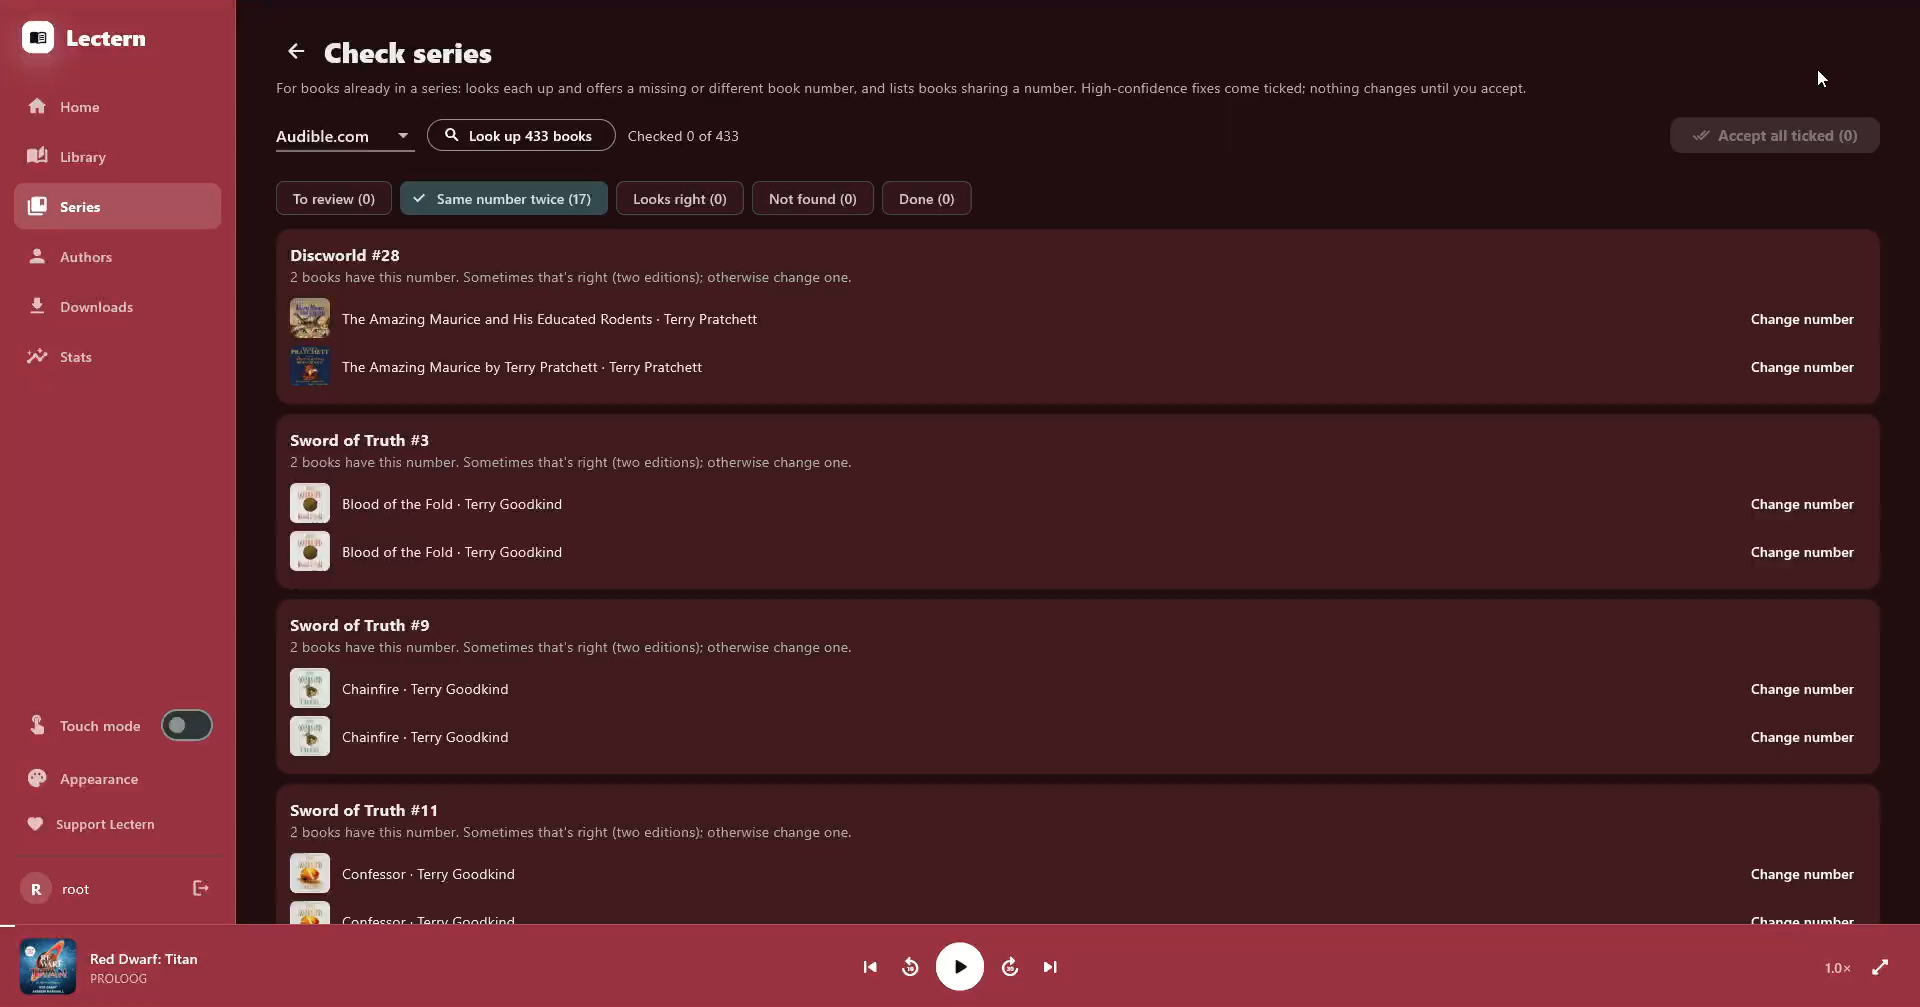 Lectern
Home
Library
Series
Authors
Downloads
Stats
Touch mode
Appearance
Support Lectern
R root
Check series
For books already in a series: looks each up and offers a missing or different book number, and lists books sharing a number. High-confidence fixes come ticked; nothing changes until you accept.
Audible.com
Look up 433 books
Checked 0 of 433
Accept all ticked (0)
To review (0)
Same number twice (17)
Looks right (0)
Not found (0)
Done (0)
Discworld #28
2 books have this number. Sometimes that's right (two editions); otherwise change one.
The Amazing Maurice and His Educated Rodents · Terry Pratchett
Change number
The Amazing Maurice by Terry Pratchett · Terry Pratchett
Change number
Sword of Truth #3
2 books have this number. Sometimes that's right (two editions); otherwise change one.
Blood of the Fold · Terry Goodkind
Change number
Blood of the Fold · Terry Goodkind
Change number
Sword of Truth #9
2 books have this number. Sometimes that's right (two editions); otherwise change one.
Chainfire · Terry Goodkind
Change number
Chainfire · Terry Goodkind
Change number
Sword of Truth #11
2 books have this number. Sometimes that's right (two editions); otherwise change one.
Confessor · Terry Goodkind
Change number
Confessor · Terry Goodkind
Change number
Red Dwarf: Titan
PROLOOG
1.0×